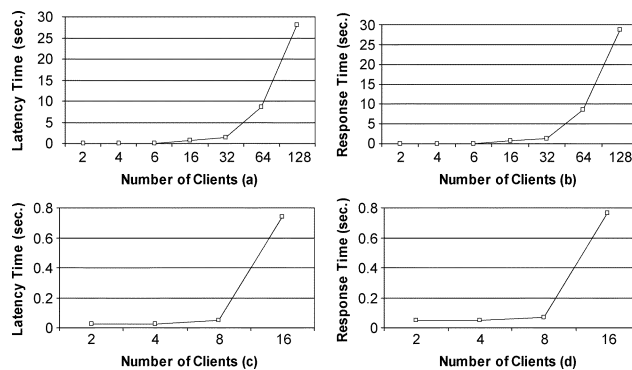 Latency Time (sec.)
30
25
20
15
10
5
0
2 4 6 16 32 64 128
Number of Clients (a)
Response Time (sec.)
30
25
20
15
10
5
0
2 4 6 16 32 64 128
Number of Clients (b)
Latency Time (sec.)
0.8
0.6
0.4
0.2
0
2 4 8 16
Number of Clients (c)
Response Time (sec.)
0.8
0.6
0.4
0.2
0
2 4 8 16
Number of Clients (d)